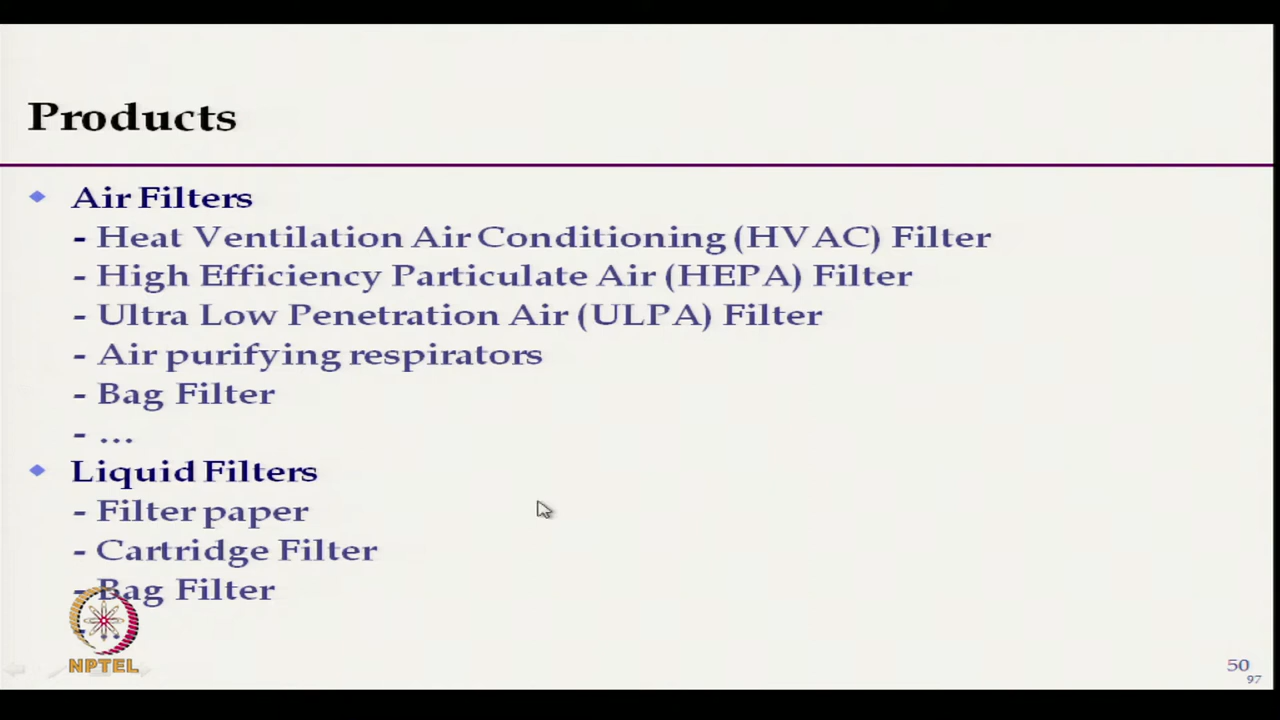 Products
Air Filters
- Heat Ventilation Air Conditioning (HVAC) Filter
- High Efficiency Particulate Air (HEPA) Filter
- Ultra Low Penetration Air (ULPA) Filter
- Air purifying respirators
- Bag Filter
- ...
Liquid Filters
- Filter paper
- Cartridge Filter
- Bag Filter
NPTEL
50
97